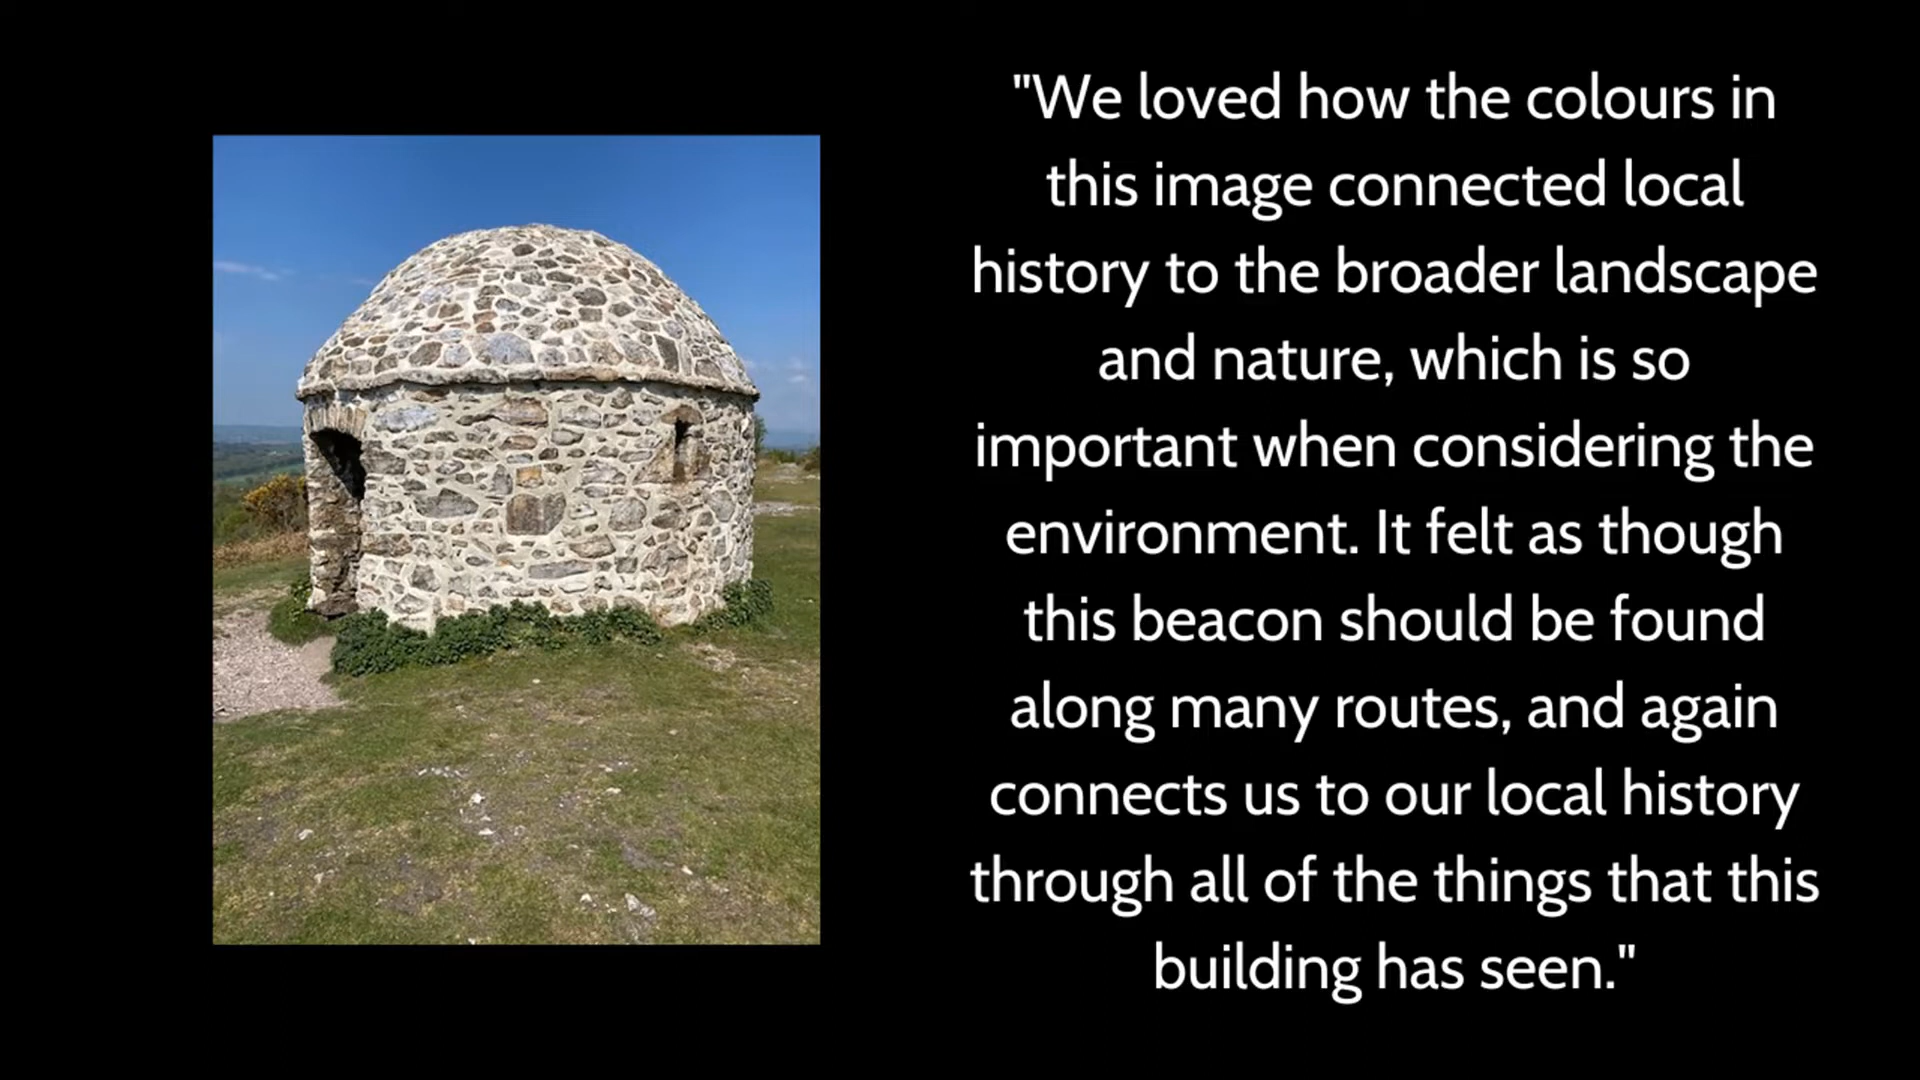 "We loved how the colours in
this image connected local
history to the broader landscape
and nature, which is so
important when considering the
environment. It felt as though
this beacon should be found
along many routes, and again
connects us to our local history
through all of the things that this
building has seen."